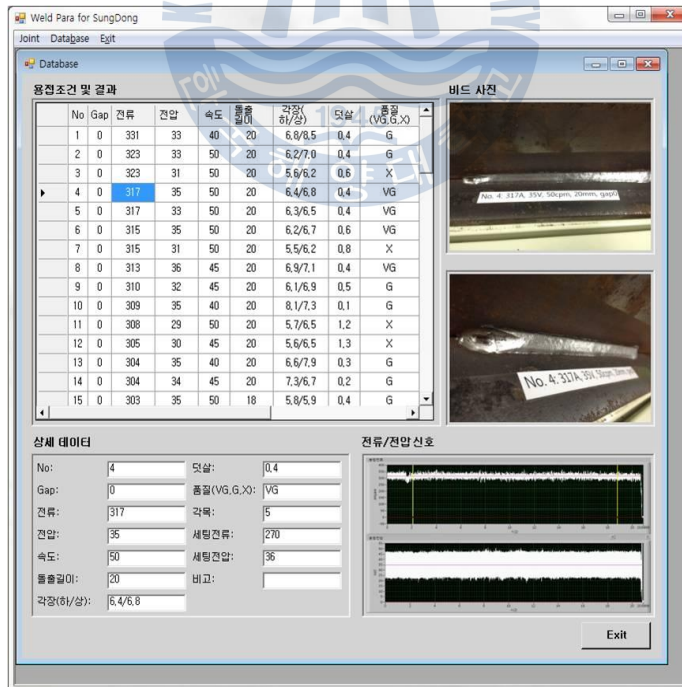 Weld Para for SungDong
Joint Database Exit
Database
용접조건 및 결과
비드 사진
No Gap 전류 전압 속도 돌출길이 각장(하/상) 덧살 품질(VG,G,X)
1 0 331 33 40 20 6,8/8,5 0,4 G
2 0 323 33 50 20 6,2/7,0 0,4 G
3 0 323 31 50 20 5,6/6,2 0,6 X
4 0 317 35 50 20 6,4/6,8 0,4 VG
5 0 317 33 50 20 6,3/6,5 0,4 VG
6 0 315 35 50 20 6,2/6,7 0,6 VG
7 0 315 31 50 20 5,5/6,2 0,8 X
8 0 313 36 45 20 6,9/7,1 0,4 VG
9 0 310 32 45 20 6,1/6,9 0,5 G
10 0 309 35 40 20 8,1/7,3 0,1 G
11 0 308 29 50 20 5,7/6,5 1,2 X
12 0 305 30 45 20 5,6/6,5 1,3 X
13 0 304 35 40 20 6,6/7,9 0,3 G
14 0 304 34 45 20 7,3/6,7 0,2 G
15 0 303 35 50 18 5,8/5,9 0,4 G
No. 4: 317A, 35V, 50cpm, 20mm, gap0
No. 4: 317A, 35V, 50cpm, 20mm, gap
상세 데이터
No: 4
Gap: 0
전류: 317
전압: 35
속도: 50
돌출길이: 20
각장(하/상): 6,4/6,8
덧살: 0,4
품질(VG,G,X): VG
각목: 5
세팅전류: 270
세팅전압: 36
비고:
전류/전압신호
Exit
1945